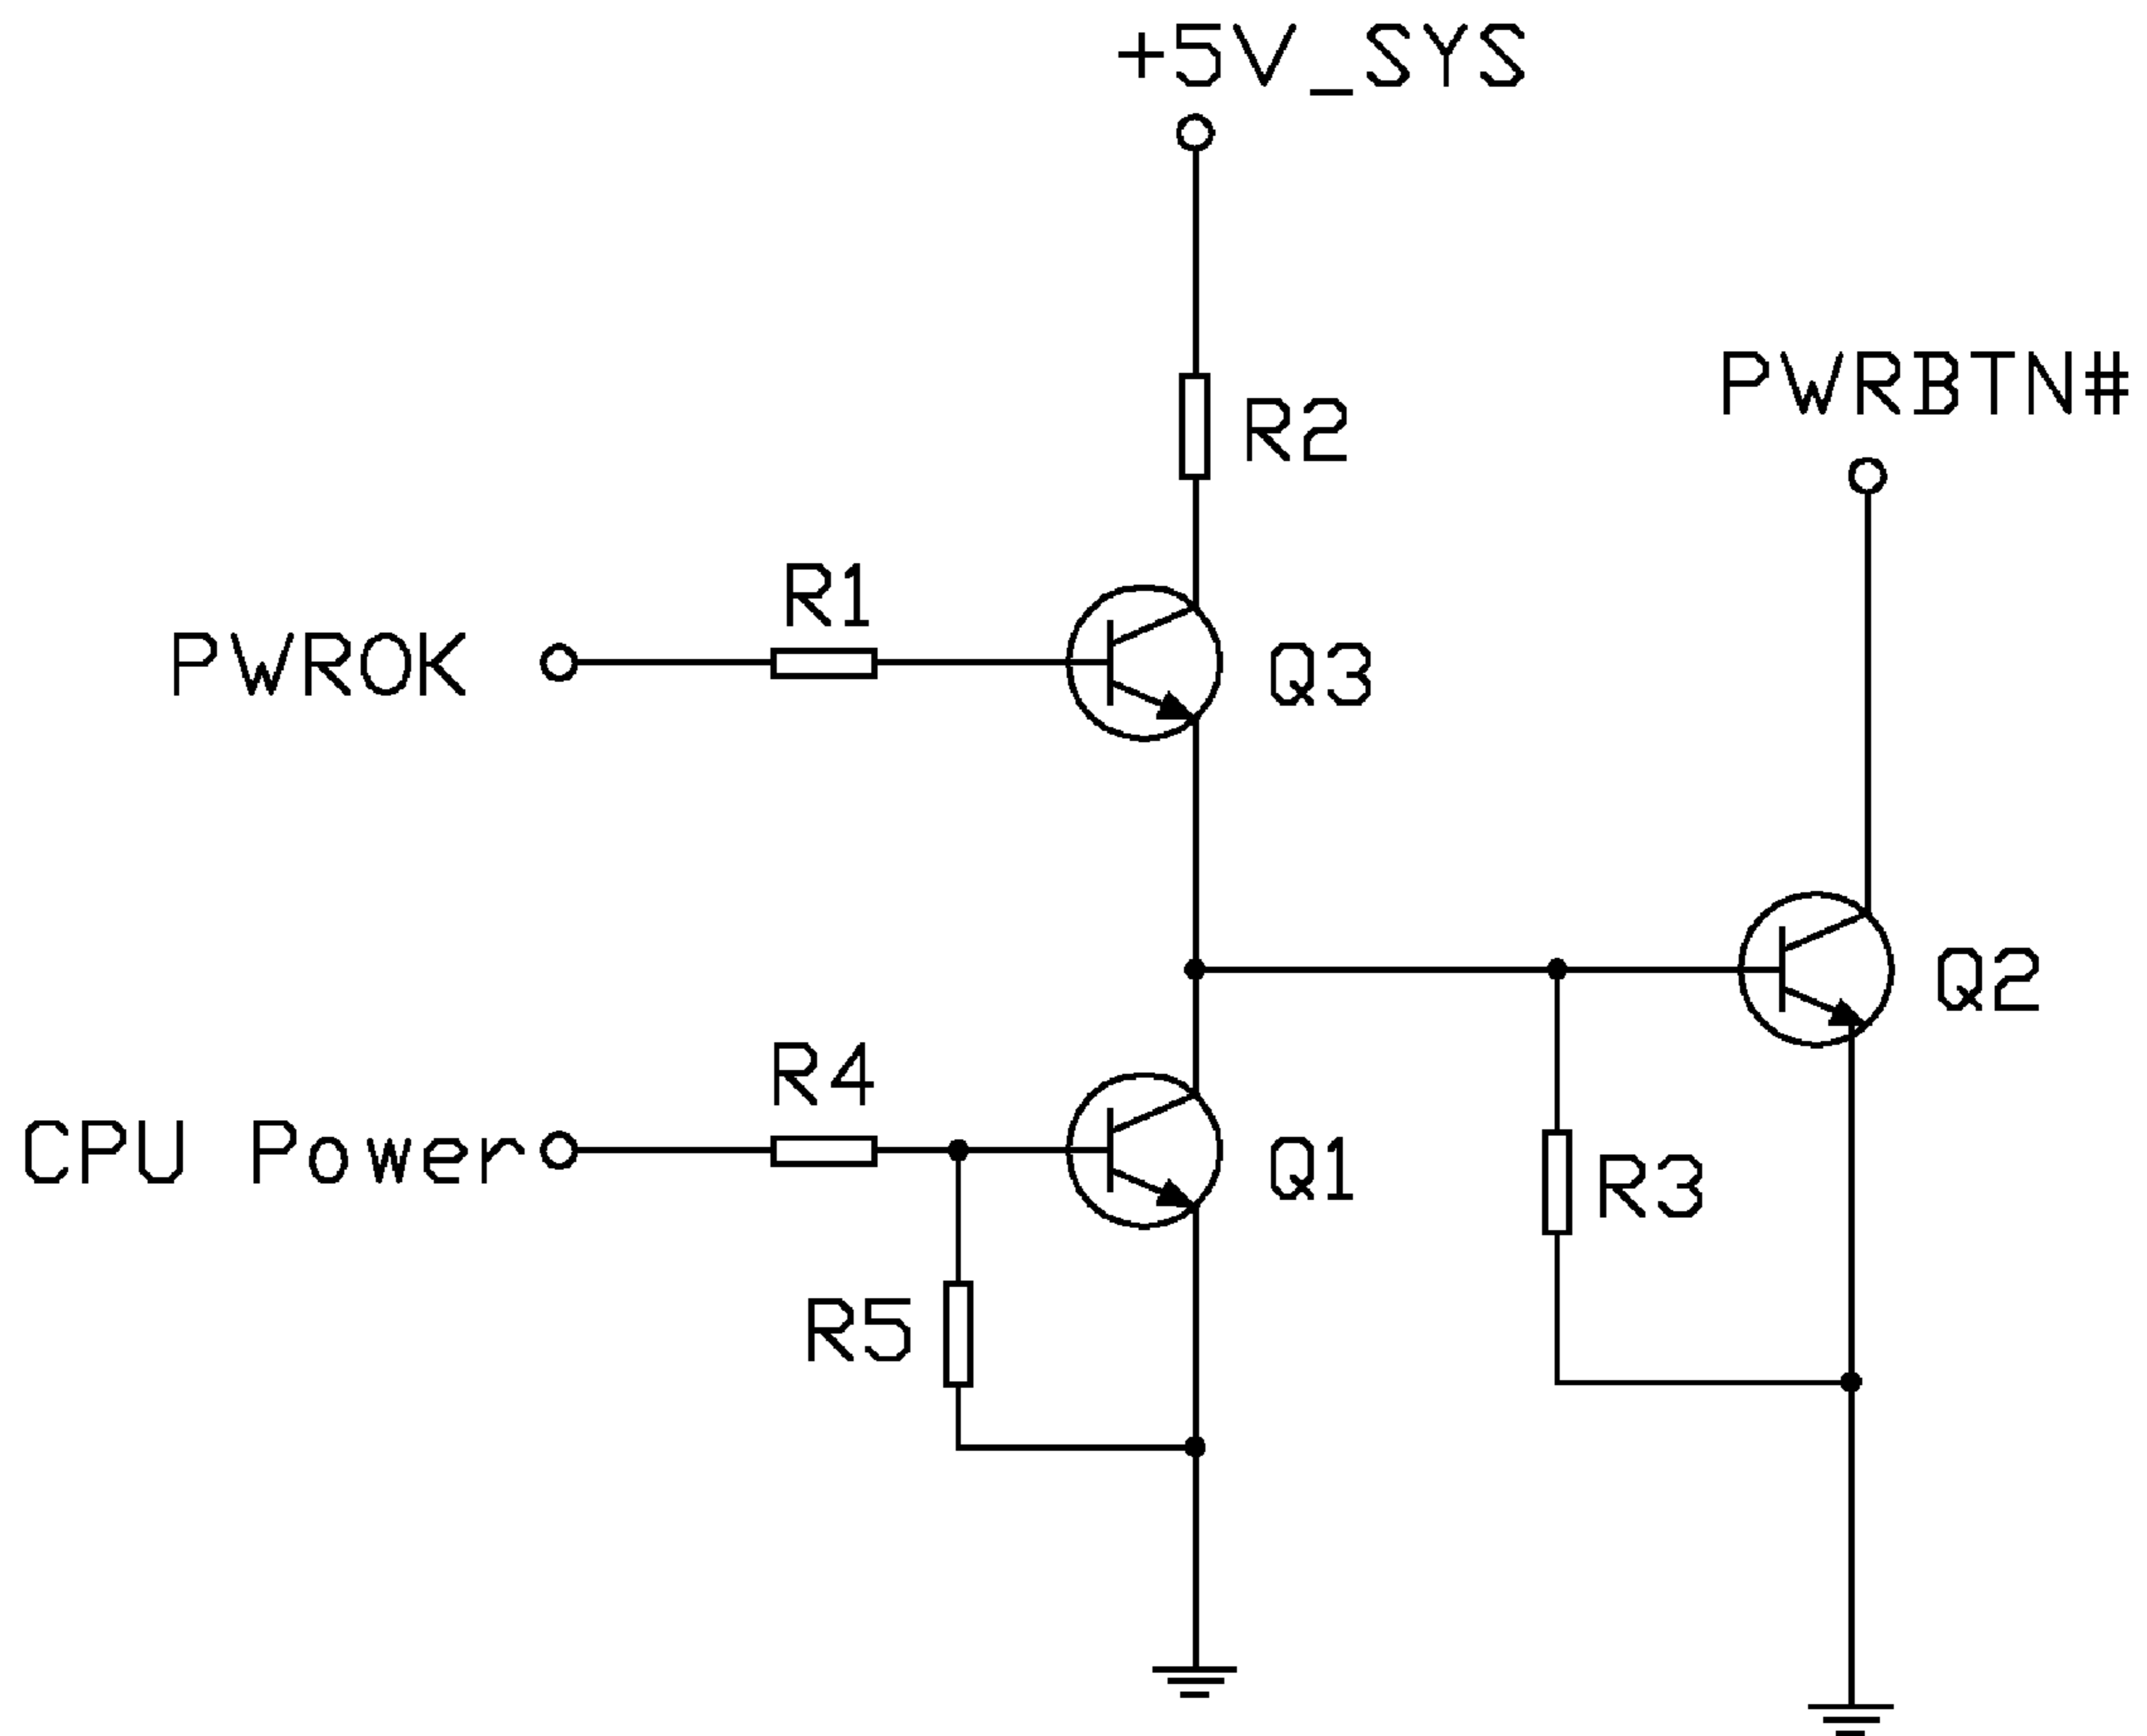 +5V_SYS
PWRBTN#
R2
R1
PWROK
Q3
Q2
R4
CPU Power
Q1
R3
R5